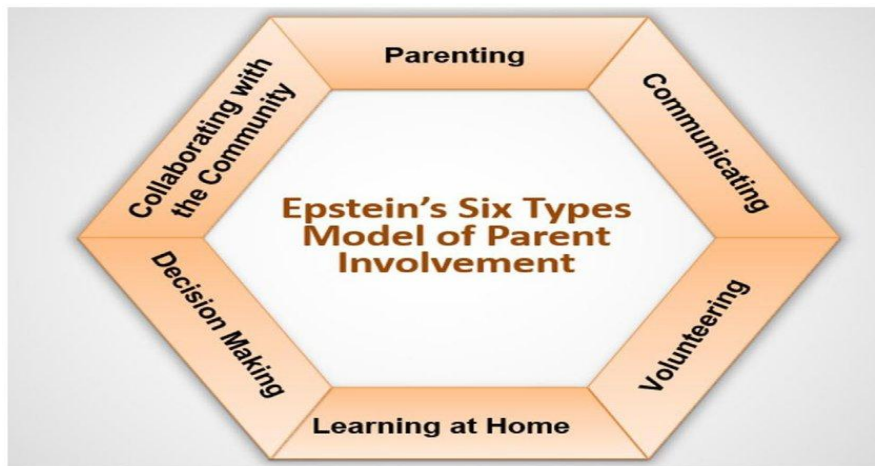 Parenting
Communicating
Volunteering
Learning at Home
Decision Making
Collaborating with
the Community
Epstein's Six Types
Model of Parent
Involvement